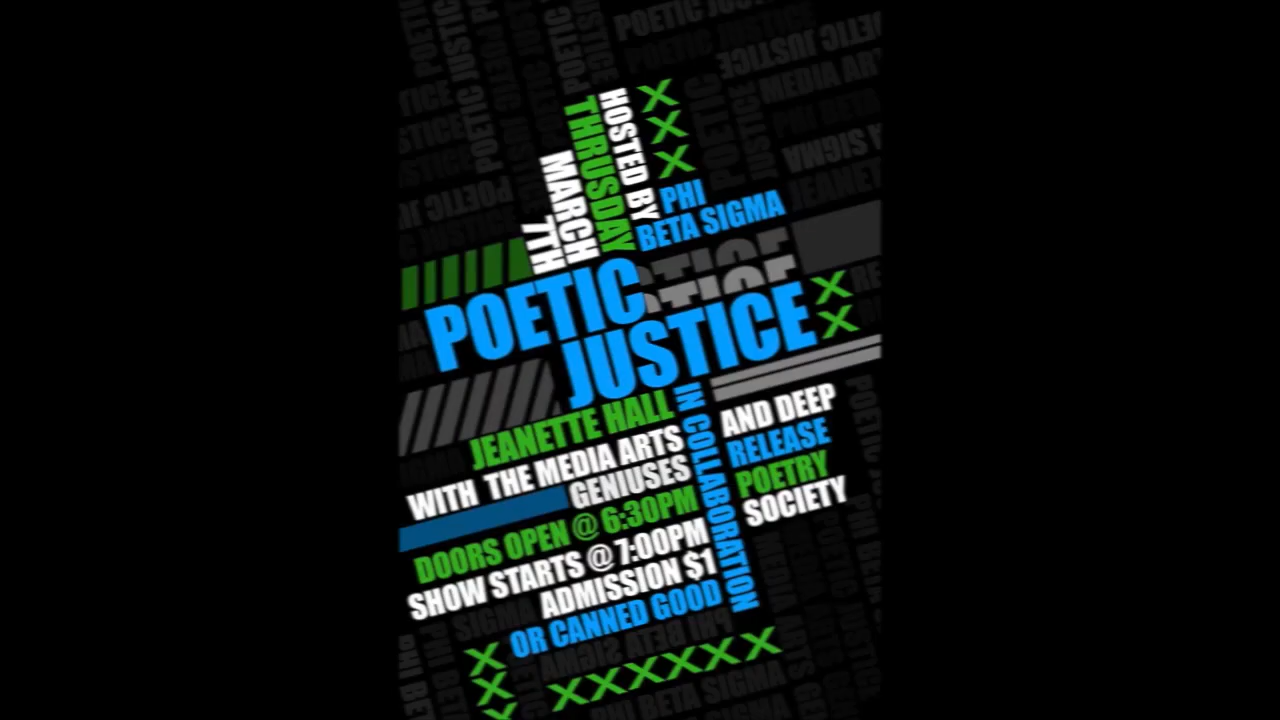 HOSTED BY
THRUSDAY
MARCH
7TH
PHI
BETA SIGMA
POETIC
JUSTICE
JEANETTE HALL
WITH THE MEDIA ARTS
GENIUSES
IN COLLABORATION
AND DEEP
RELEASE
POETRY
SOCIETY
DOORS OPEN @ 6:30PM
SHOW STARTS @ 7:00PM
ADMISSION $1
OR CANNED GOOD